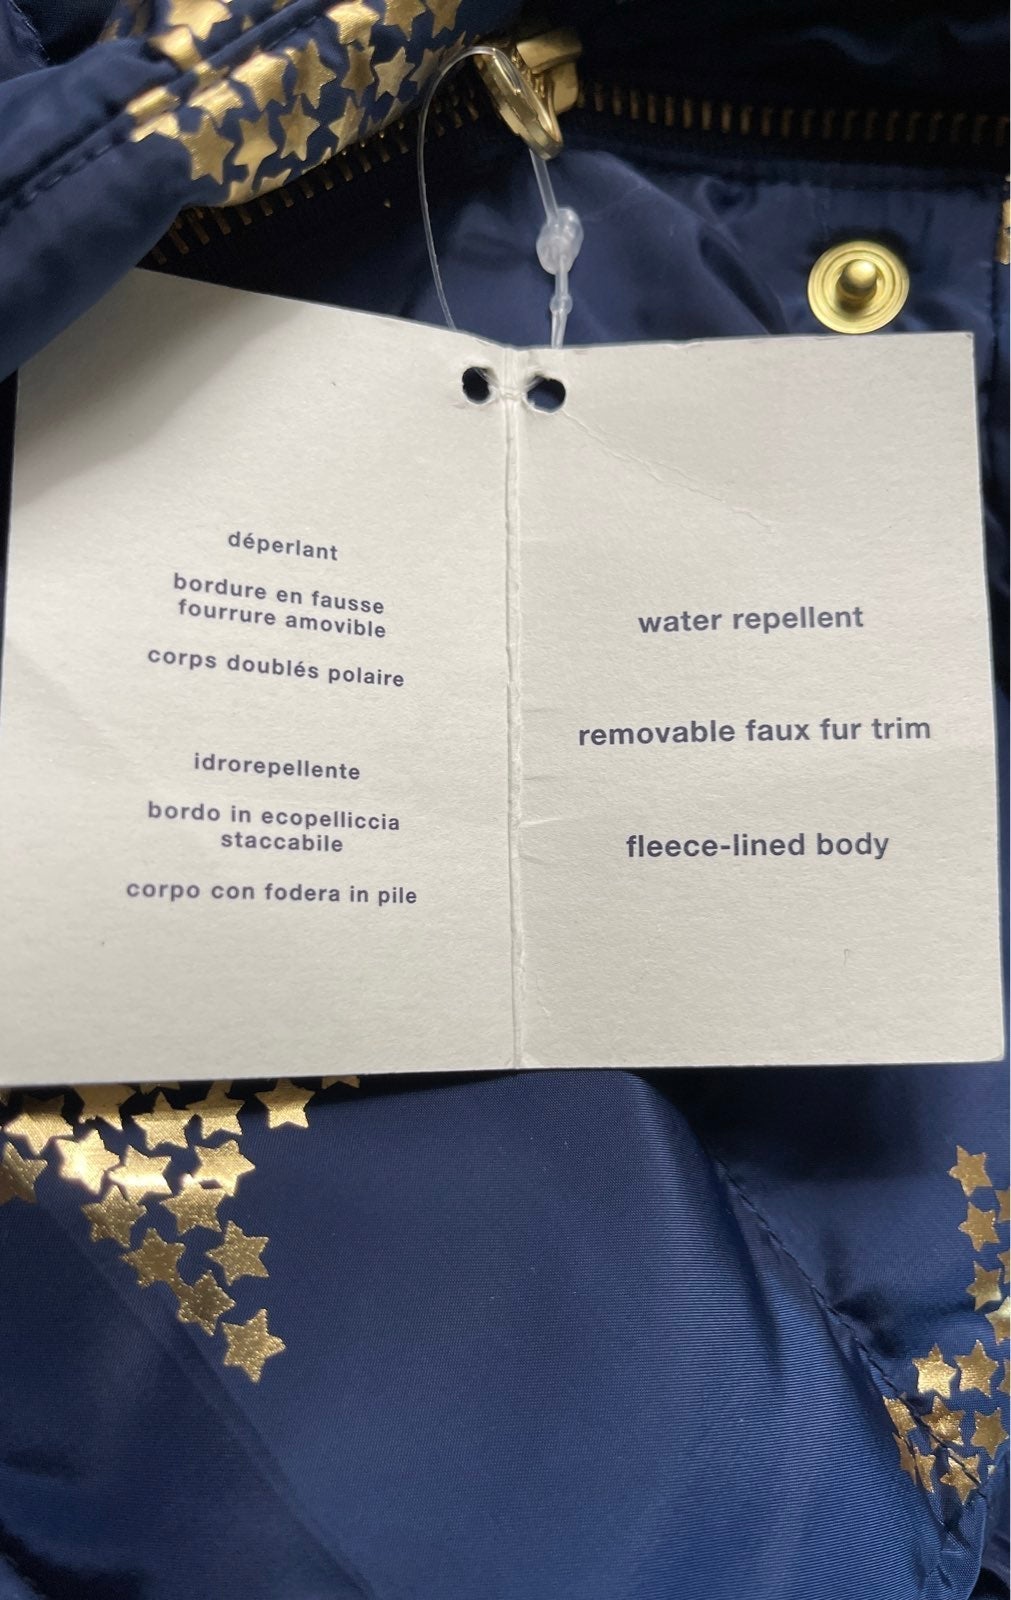 déperlant
bordure en fausse
fourrure amovible
corps doublés polaire
idrorepellente
bordo in ecopelliccia
staccabile
corpo con fodera in pile
water repellent
removable faux fur trim
fleece-lined body